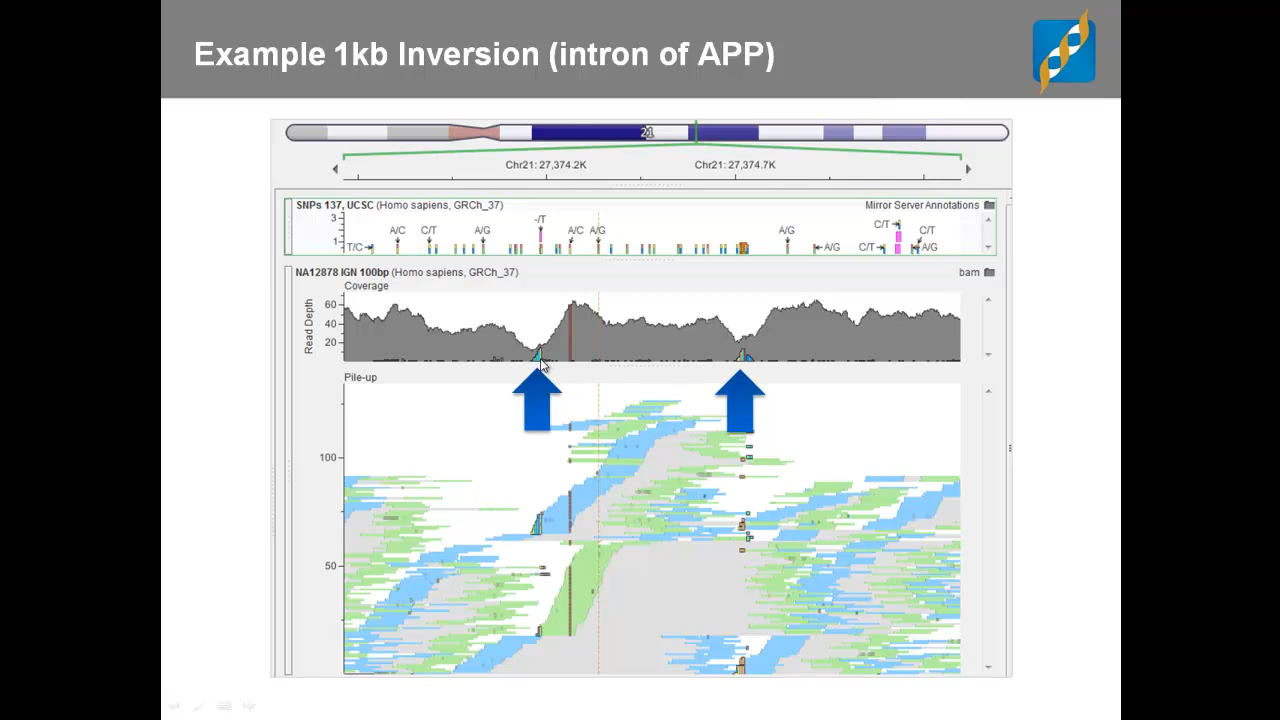 Example 1kb Inversion (intron of APP)
21
Chr21: 27,374.2K Chr21: 27,374.7K
SNPs 137, UCSC (Homo sapiens, GRCh_37) Mirror Server Annotations
3
-/T C/T
A/C C/T A/G A/C A/G A/G C/T
1
T/C A/G C/T A/G
NA12878 IGN 100bp (Homo sapiens, GRCh_37) bam
Coverage
Read Depth
60
40
20
Pile-up
100
50